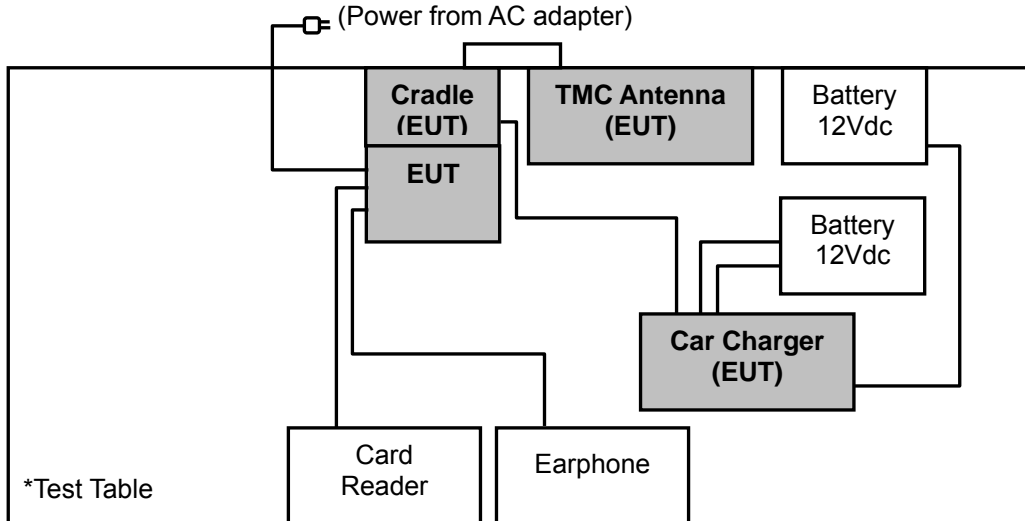 (Power from AC adapter)
Cradle
(EUT)
TMC Antenna
(EUT)
Battery
12Vdc
EUT
Battery
12Vdc
Car Charger
(EUT)
Card
Reader
Earphone
*Test Table